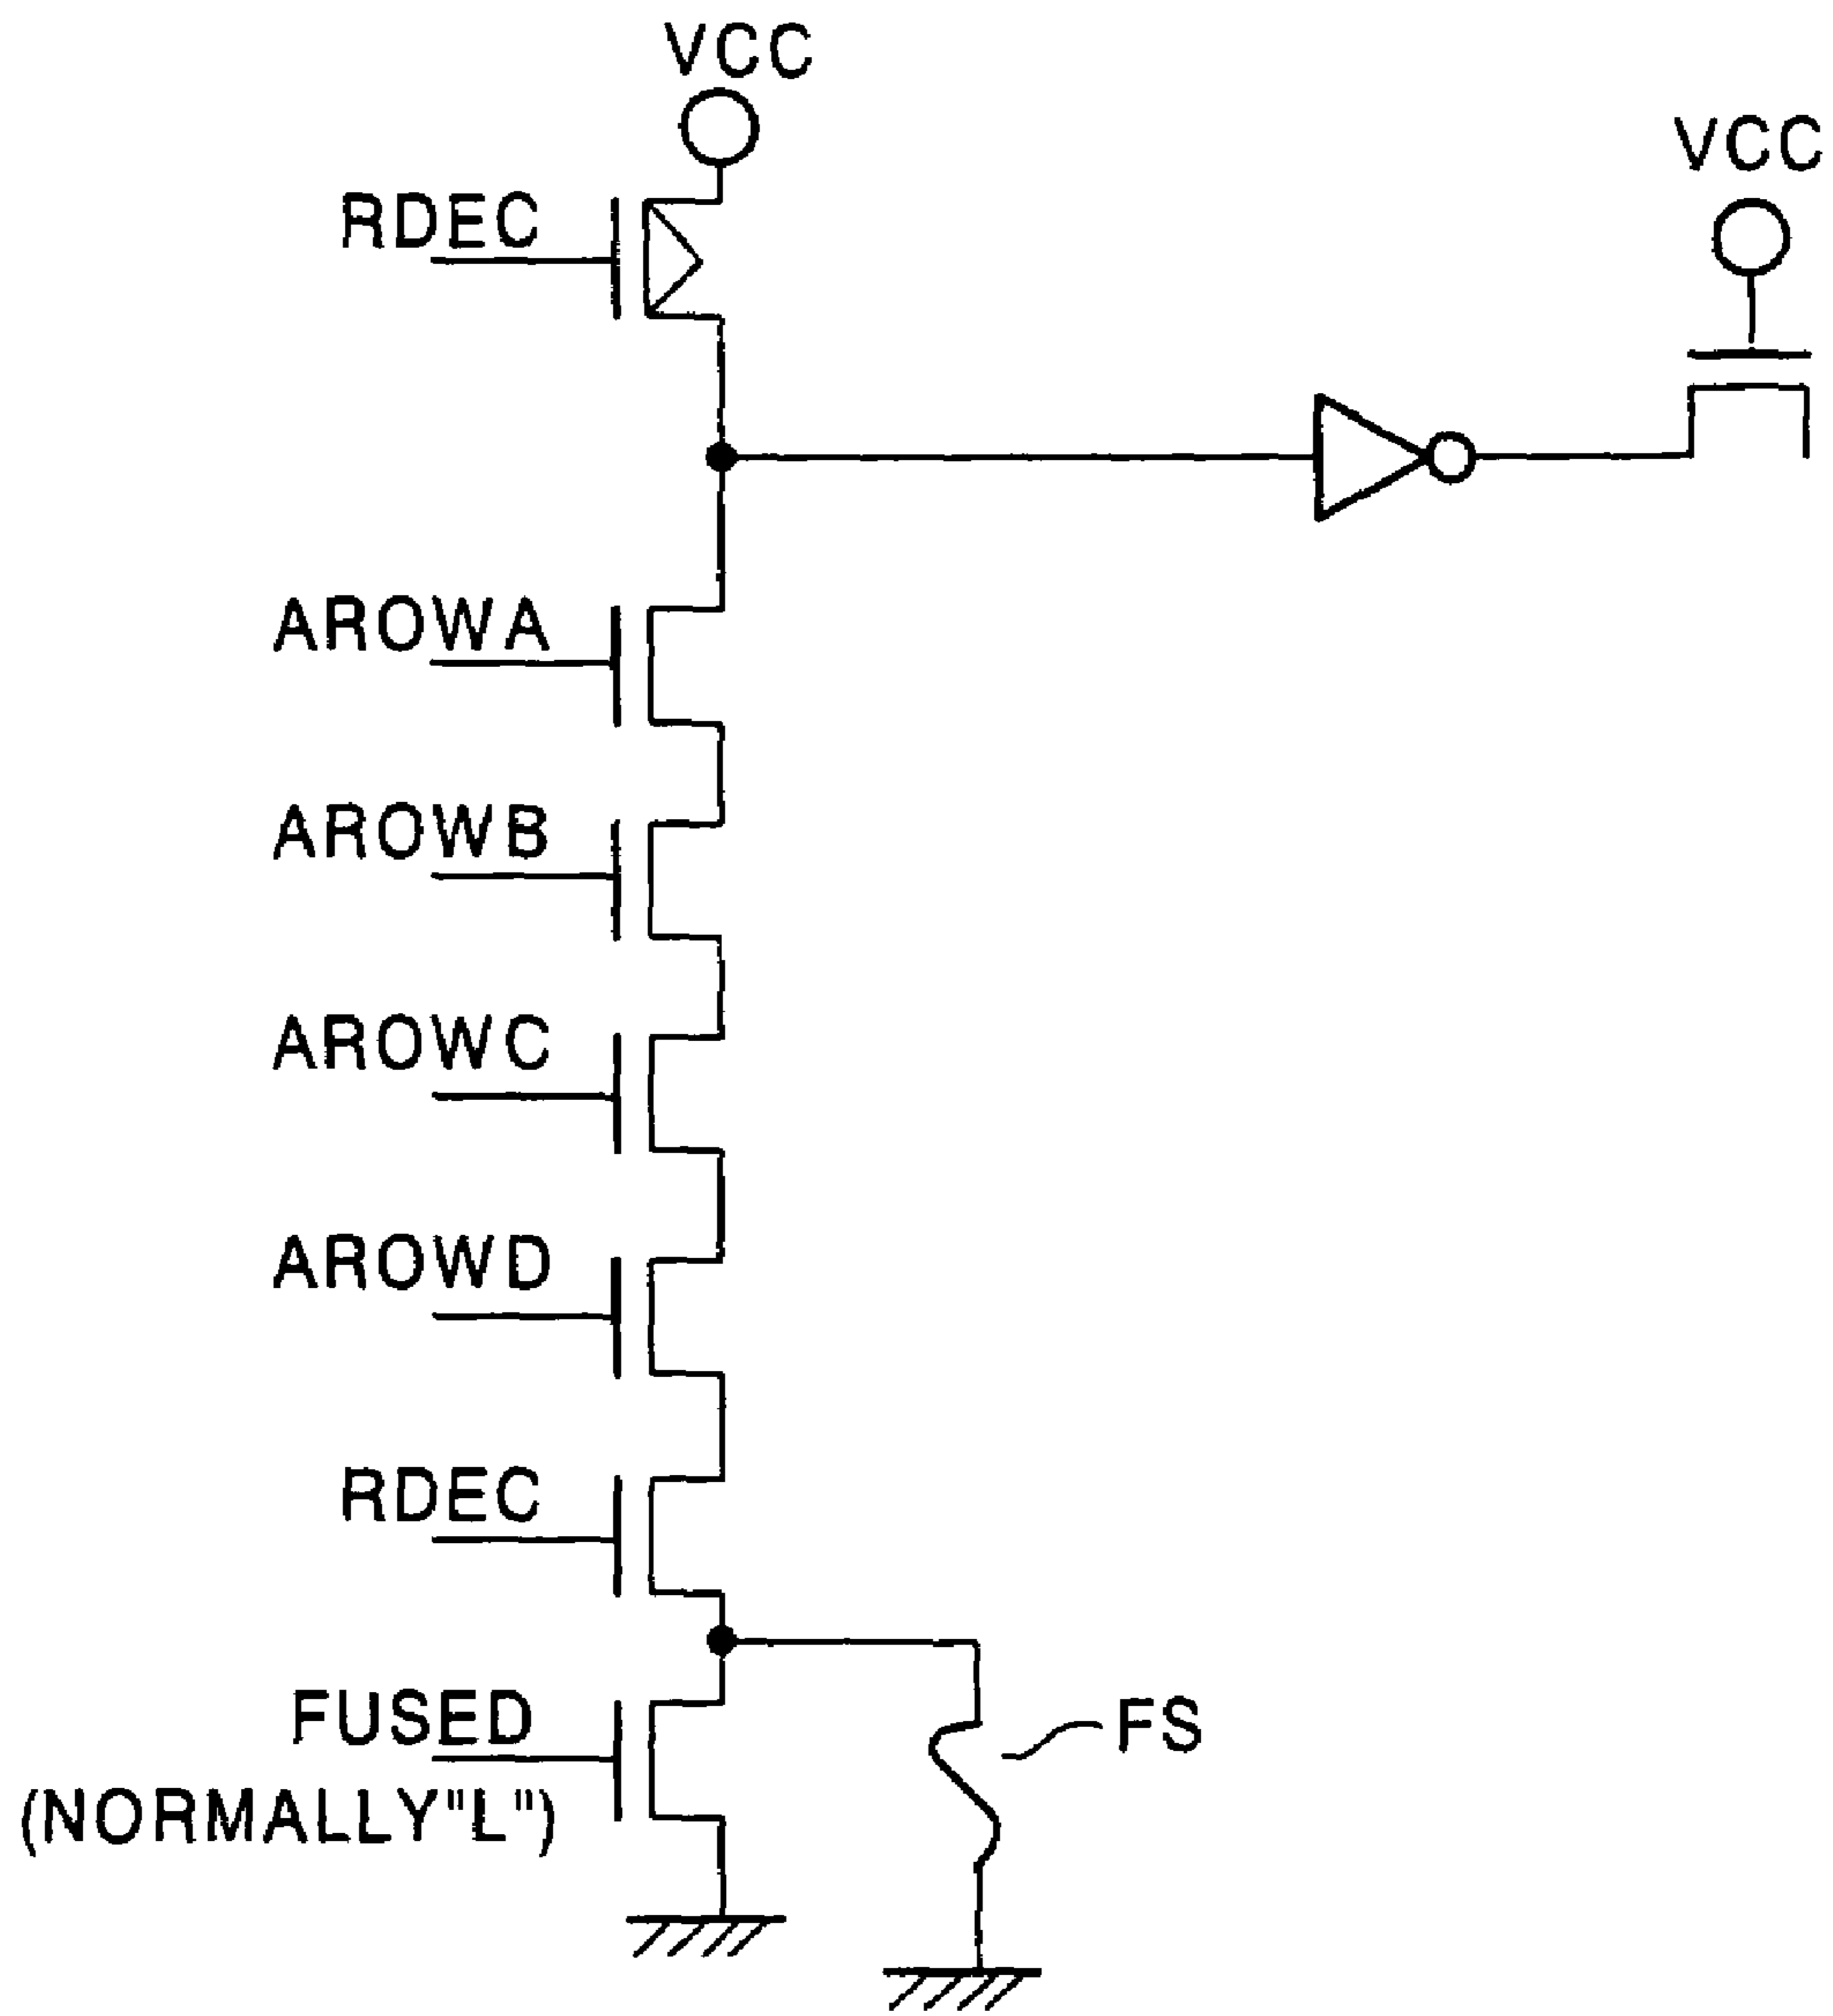 VCC
VCC
RDEC
AROWA
AROWB
AROWC
AROWD
RDEC
FUSED
(NORMALLY"L")
FS